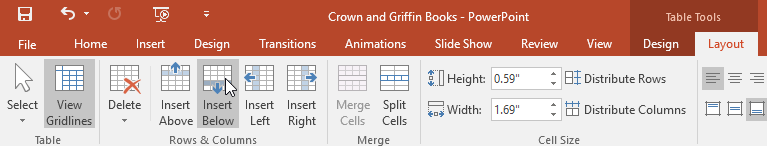 Crown and Griffin Books - PowerPoint
Table Tools
File Home Insert Design Transitions Animations Slide Show Review View Design Layout
Select
View Gridlines
Delete
Insert Above
Insert Below
Insert Left
Insert Right
Merge Cells
Split Cells
Height: 0.59"
Distribute Rows
Width: 1.69"
Distribute Columns
Table
Rows & Columns
Merge
Cell Size